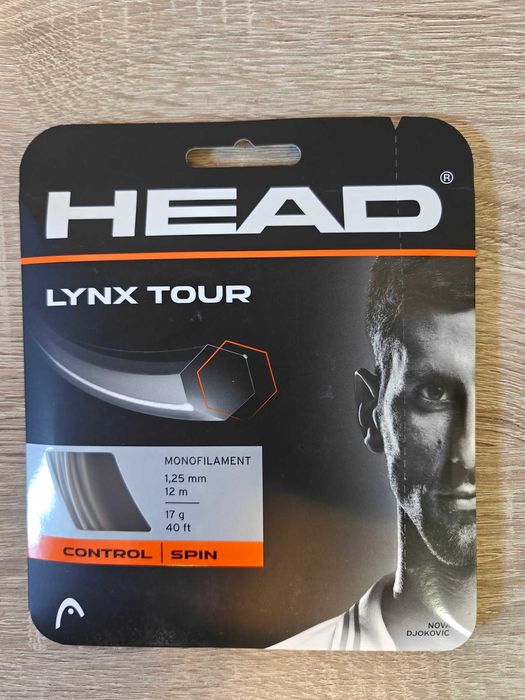 HEAD®
LYNX TOUR
MONOFILAMENT
1,25 mm
12 m
17 g
40 ft
CONTROL | SPIN
NOVAK
DJOKOVIC